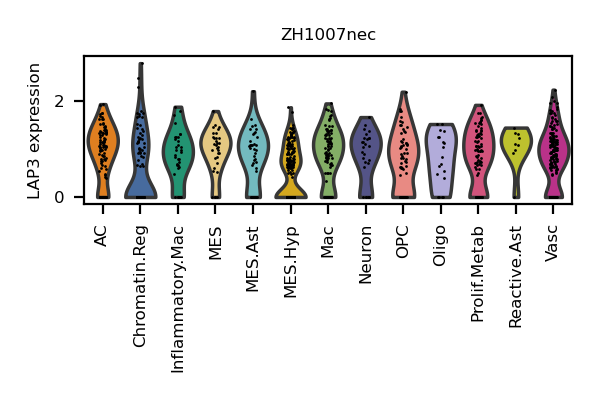 ZH1007nec
LAP3 expression
2
0
AC
Chromatin.Reg
Inflammatory.Mac
MES
MES.Ast
MES.Hyp
Mac
Neuron
OPC
Oligo
Prolif.Metab
Reactive.Ast
Vasc